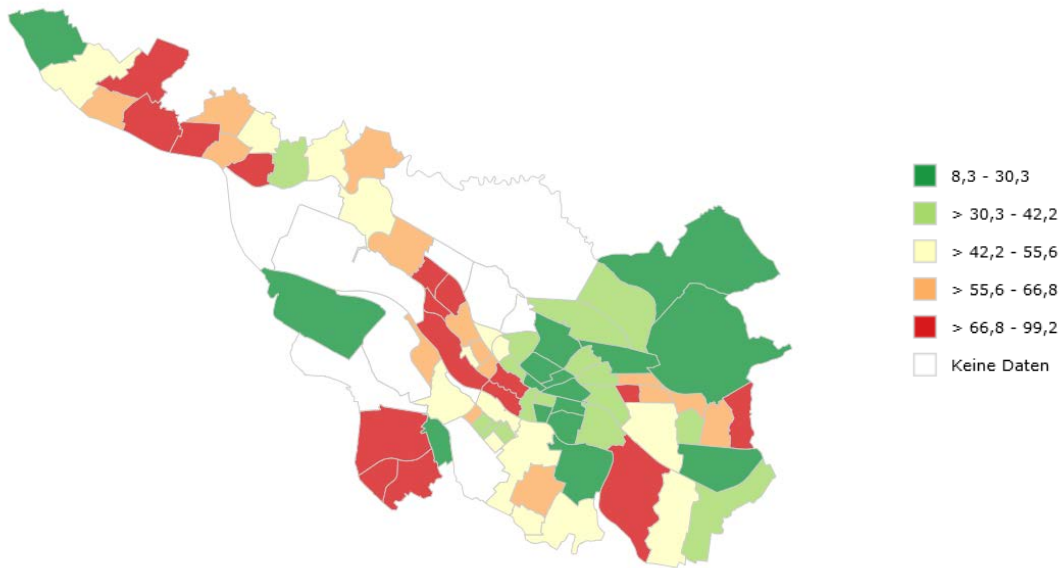 8,3 - 30,3
> 30,3 - 42,2
> 42,2 - 55,6
> 55,6 - 66,8
> 66,8 - 99,2
Keine Daten